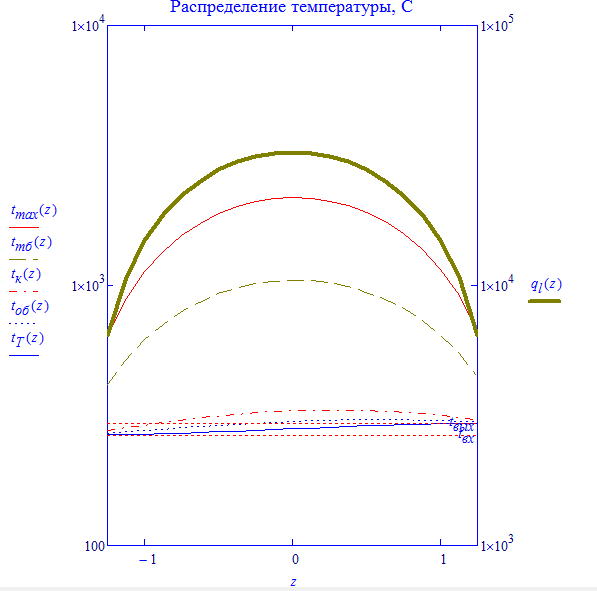 Распределение температуры, С
1×10⁴
1×10⁵
t_max(z)
t_тб(z)
t_к(z)
t_об(z)
t_T(z)
1×10³
1×10⁴
q_l(z)
t_вых
t_вх
100
1×10³
−1
0
1
z